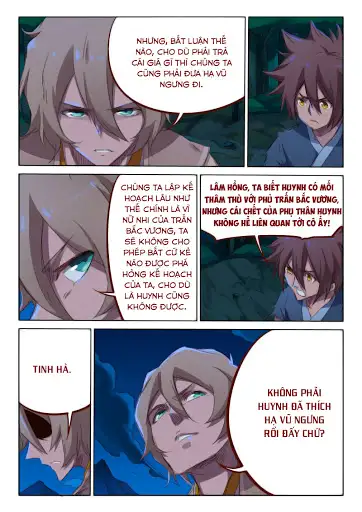 NHƯNG, BẤT LUẬN THẾ
NÀO, CHO DÙ PHẢI TRẢ
CÁI GIÁ GÌ THÌ CHÚNG TA
CŨNG PHẢI ĐƯA HẠ VŨ
NGƯNG ĐI.
CHÚNG TA LẬP KẾ
HOẠCH LÂU NHƯ
THẾ CHÍNH LÀ VÌ
NỮ NHI CỦA TRẤN
BẮC VƯƠNG, TA
SẼ KHÔNG CHO
PHÉP BẤT CỨ KẺ
NÀO ĐƯỢC PHÁ
HỎNG KẾ HOẠCH
CỦA TA, CHO DÙ
LÀ HUYNH CŨNG
KHÔNG ĐƯỢC.
LÂM HỒNG, TA BIẾT HUYNH CÓ MỐI
THÂM THÙ VỚI PHỦ TRẤN BẮC VƯƠNG,
NHƯNG CÁI CHẾT CỦA PHỤ THÂN HUYNH
KHÔNG HỀ LIÊN QUAN TỚI CÔ ẤY!
TINH HÀ.
KHÔNG PHẢI
HUYNH ĐÃ THÍCH
HẠ VŨ NGƯNG
RỒI ĐẤY CHỨ?